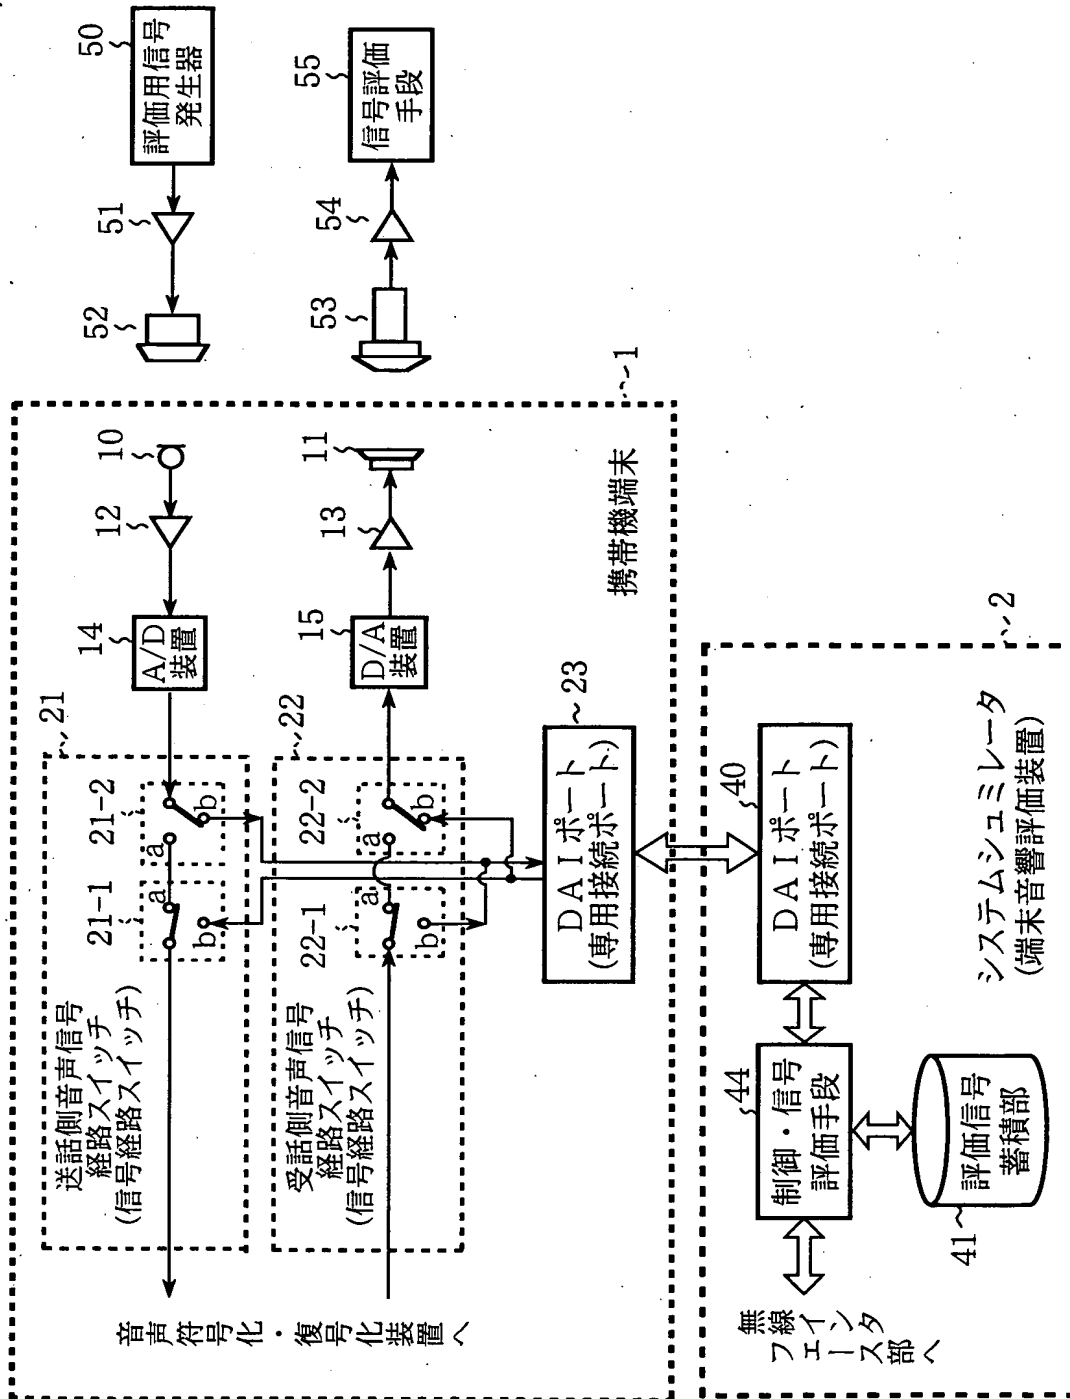 50
評価用信号
発生器
51
52
55
信号評価
手段
54
53
1
10
12
14
A/D
装置
11
13
15
D/A
装置
携帯機端末
21
21-2
a
b
21-1
a
b
送話側音声信号
経路スイッチ
(信号経路スイッチ)
22
22-2
a
b
22-1
a
b
受話側音声信号
経路スイッチ
(信号経路スイッチ)
音声符号化・復号化装置へ
23
DAIポート
(専用接続ポート)
2
40
DAIポート
(専用接続ポート)
システムシュミレータ
(端末音響評価装置)
44
制御・信号
評価手段
41
評価信号
蓄積部
無線インタ
フェース
部へ